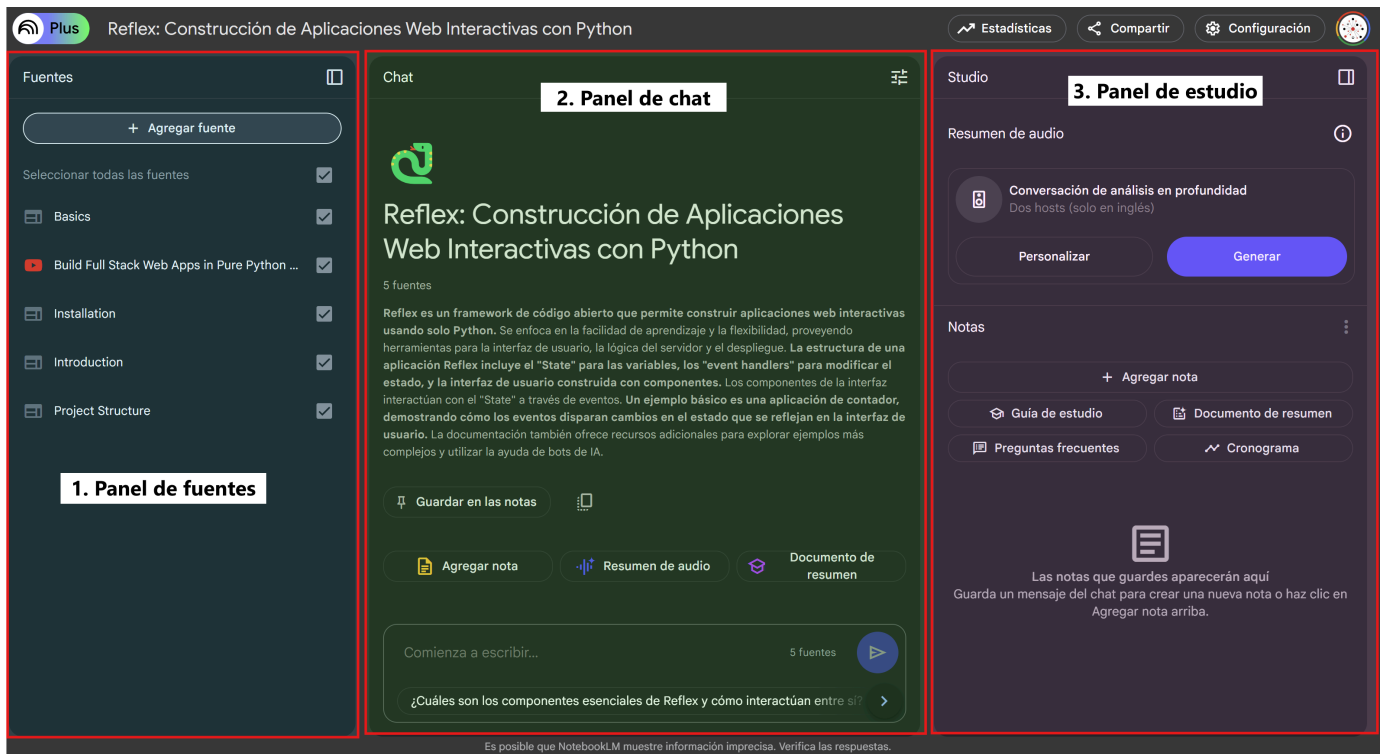 Plus
Reflex: Construcción de Aplicaciones Web Interactivas con Python
Estadísticas
Compartir
Configuración
Fuentes
+ Agregar fuente
Seleccionar todas las fuentes
Basics
Build Full Stack Web Apps in Pure Python ...
Installation
Introduction
Project Structure
1. Panel de fuentes
Chat
2. Panel de chat
Reflex: Construcción de Aplicaciones
Web Interactivas con Python
5 fuentes
Reflex es un framework de código abierto que permite construir aplicaciones web interactivas
usando solo Python. Se enfoca en la facilidad de aprendizaje y la flexibilidad, proveyendo
herramientas para la interfaz de usuario, la lógica del servidor y el despliegue. La estructura de una
aplicación Reflex incluye el "State" para las variables, los "event handlers" para modificar el
estado, y la interfaz de usuario construida con componentes. Los componentes de la interfaz
interactúan con el "State" a través de eventos. Un ejemplo básico es una aplicación de contador,
demostrando cómo los eventos disparan cambios en el estado que se reflejan en la interfaz de
usuario. La documentación también ofrece recursos adicionales para explorar ejemplos más
complejos y utilizar la ayuda de bots de IA.
Guardar en las notas
Agregar nota
Resumen de audio
Documento de
resumen
Comienza a escribir...
5 fuentes
¿Cuáles son los componentes esenciales de Reflex y cómo interactúan entre sí?
Studio
3. Panel de estudio
Resumen de audio
Conversación de análisis en profundidad
Dos hosts (solo en inglés)
Personalizar
Generar
Notas
+ Agregar nota
Guía de estudio
Documento de resumen
Preguntas frecuentes
Cronograma
Las notas que guardes aparecerán aquí
Guarda un mensaje del chat para crear una nueva nota o haz clic en
Agregar nota arriba.
Es posible que NotebookLM muestre información imprecisa. Verifica las respuestas.